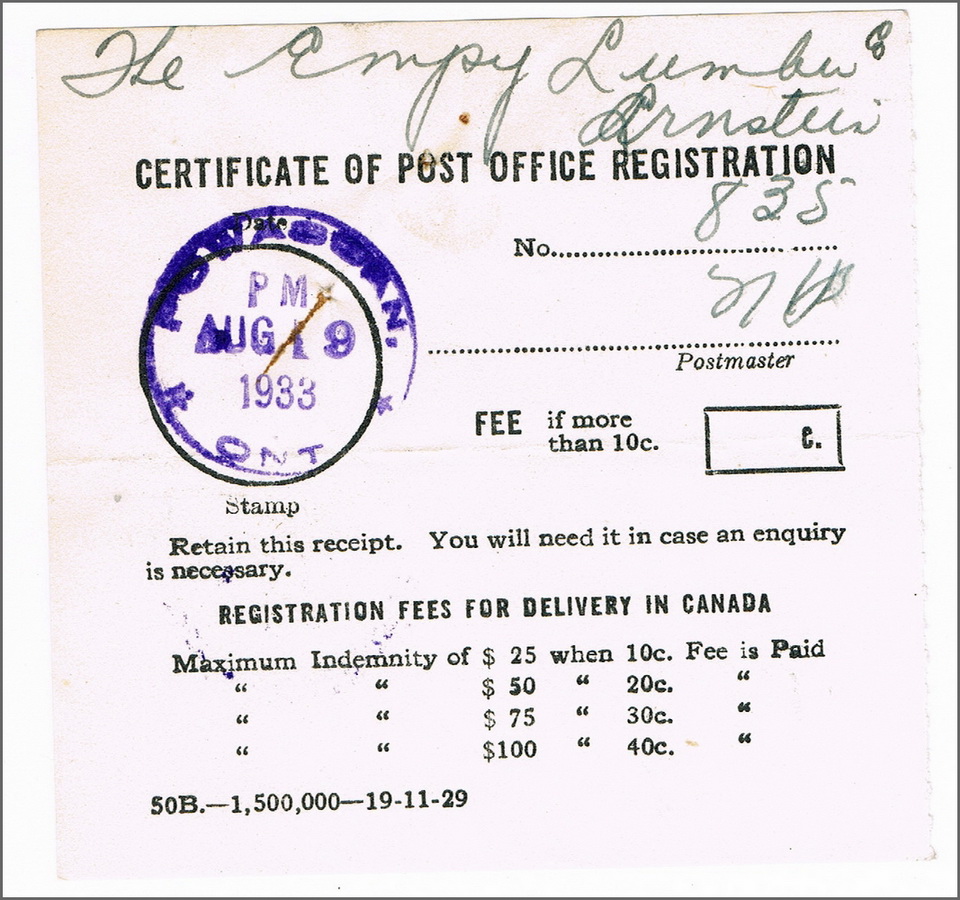 The Empy Lumber Co
Arnstein
CERTIFICATE OF POST OFFICE REGISTRATION
Date
835
No.
POWASSAN,
PM
AUG 19
1933
ONT
Postmaster
FEE if more than 10c.
c.
Stamp
Retain this receipt. You will need it in case an enquiry
is necessary.
REGISTRATION FEES FOR DELIVERY IN CANADA
Maximum Indemnity of $ 25 when 10c. Fee is Paid
“ “ $ 50 “ 20c. “
“ “ $ 75 “ 30c. “
“ “ $100 “ 40c. “
50B.—1,500,000—19-11-29